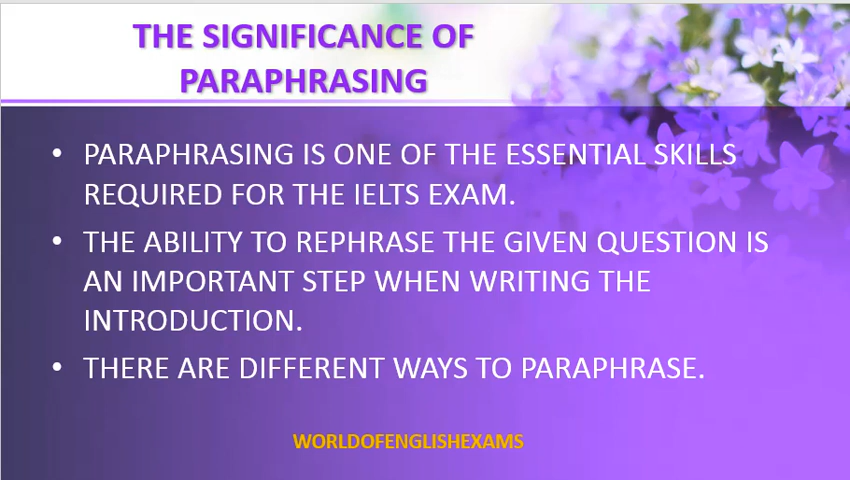 THE SIGNIFICANCE OF
PARAPHRASING
• PARAPHRASING IS ONE OF THE ESSENTIAL SKILLS
REQUIRED FOR THE IELTS EXAM.
• THE ABILITY TO REPHRASE THE GIVEN QUESTION IS
AN IMPORTANT STEP WHEN WRITING THE
INTRODUCTION.
• THERE ARE DIFFERENT WAYS TO PARAPHRASE.
WORLDOFENGLISHEXAMS